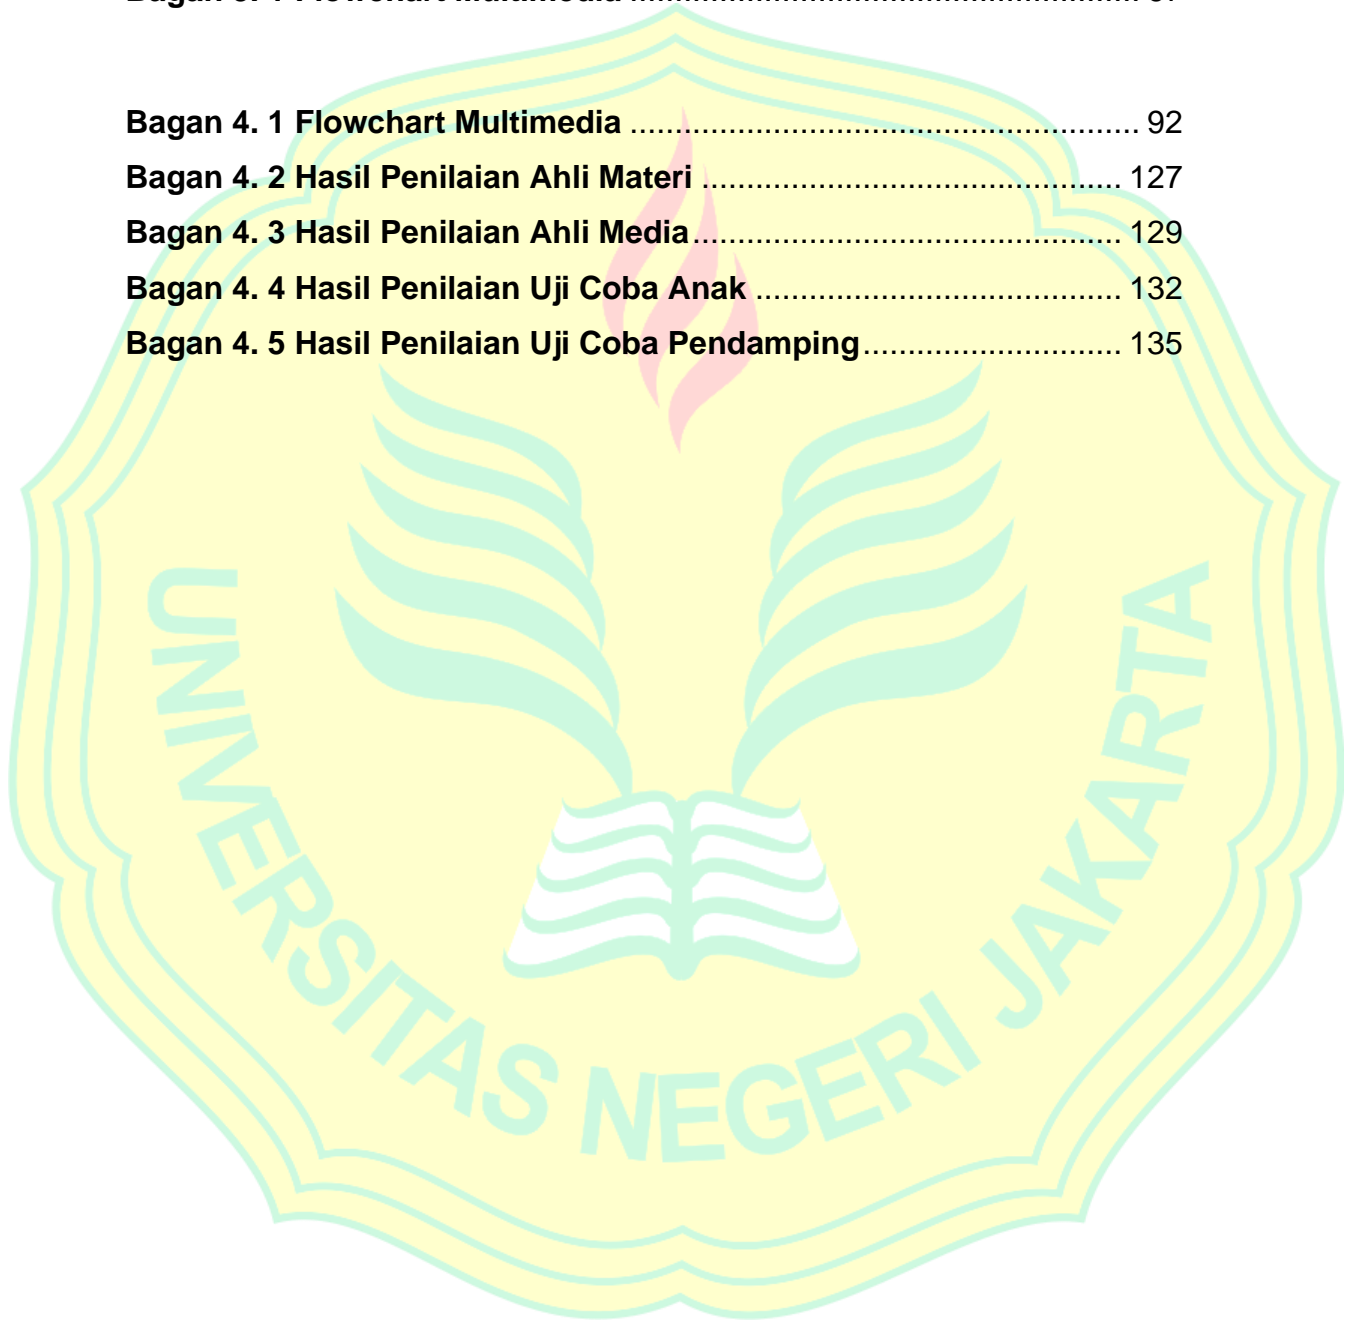 Flowchart Multimedia
Bagan 4. 1 Flowchart Multimedia ........................................................ 92
Bagan 4. 2 Hasil Penilaian Ahli Materi .............................................. 127
Bagan 4. 3 Hasil Penilaian Ahli Media............................................... 129
Bagan 4. 4 Hasil Penilaian Uji Coba Anak ........................................ 132
Bagan 4. 5 Hasil Penilaian Uji Coba Pendamping............................ 135
UNIVERSITAS NEGERI JAKARTA